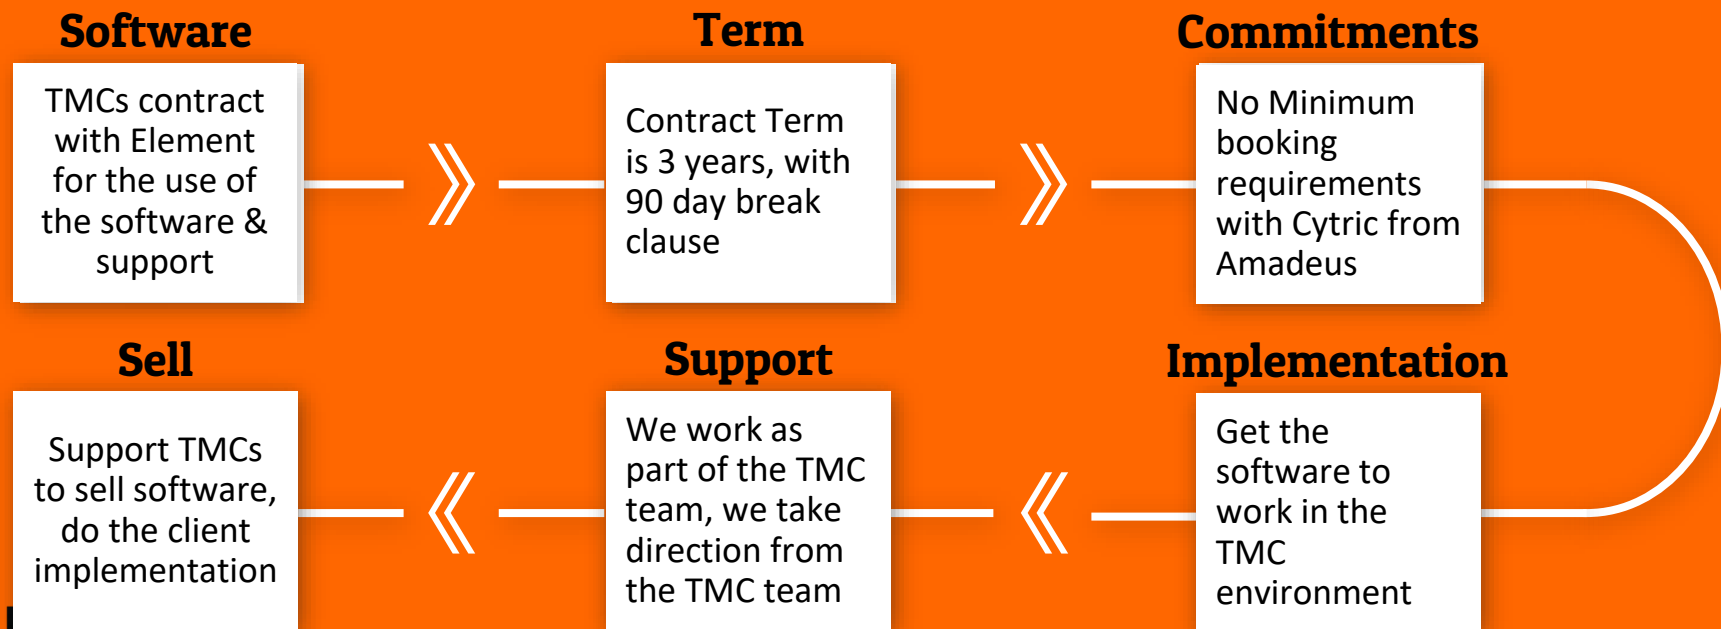 Software
TMCs contract
with Element
for the use of
the software &
support
Term
Contract Term
is 3 years, with
90 day break
clause
Commitments
No Minimum
booking
requirements
with Cytric from
Amadeus
Implementation
Get the
software to
work in the
TMC
environment
Support
We work as
part of the TMC
team, we take
direction from
the TMC team
Sell
Support TMCs
to sell software,
do the client
implementation